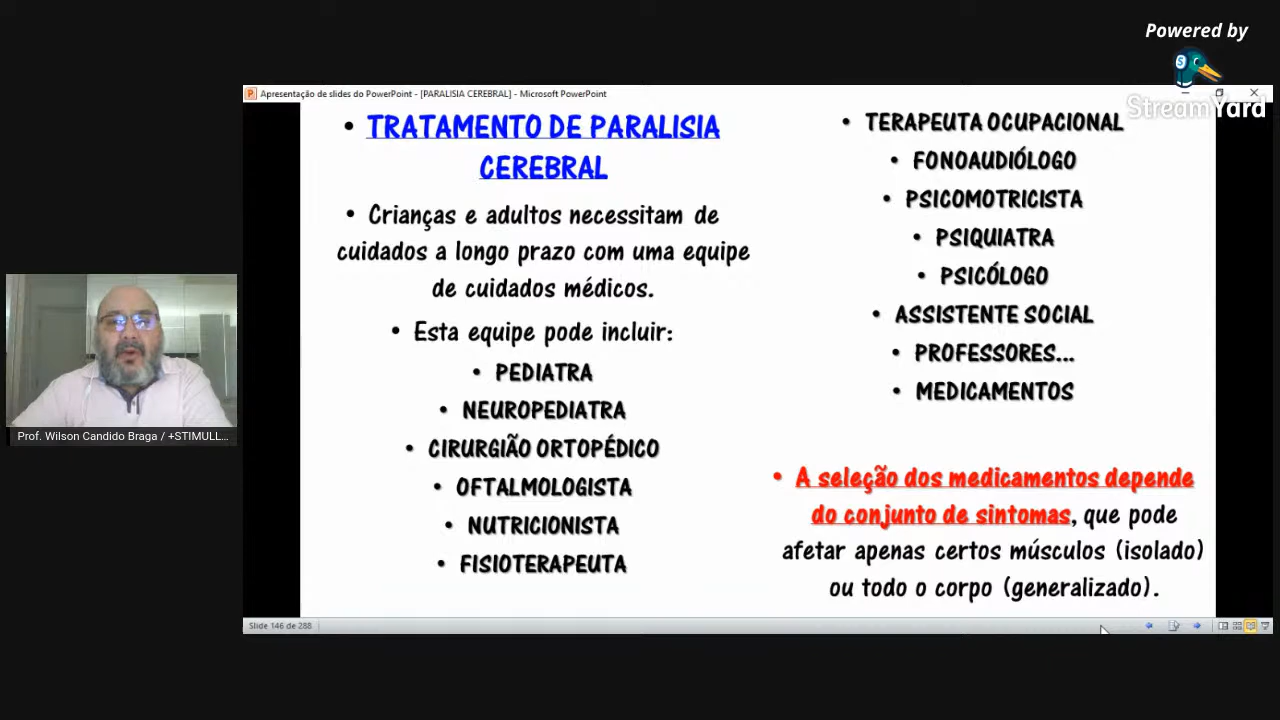 Powered by
StreamYard
Apresentação de slides do PowerPoint - [PARALISIA CEREBRAL] - Microsoft PowerPoint
• TRATAMENTO DE PARALISIA
CEREBRAL
• Crianças e adultos necessitam de
cuidados a longo prazo com uma equipe
de cuidados médicos.
• Esta equipe pode incluir:
• PEDIATRA
• NEUROPEDIATRA
• CIRURGIÃO ORTOPÉDICO
• OFTALMOLOGISTA
• NUTRICIONISTA
• FISIOTERAPEUTA
• TERAPEUTA OCUPACIONAL
• FONOAUDIÓLOGO
• PSICOMOTRICISTA
• PSIQUIATRA
• PSICÓLOGO
• ASSISTENTE SOCIAL
• PROFESSORES...
• MEDICAMENTOS
• A seleção dos medicamentos depende
do conjunto de sintomas, que pode
afetar apenas certos músculos (isolado)
ou todo o corpo (generalizado).
Prof. Wilson Candido Braga / +STIMULL...
Slide 146 de 288